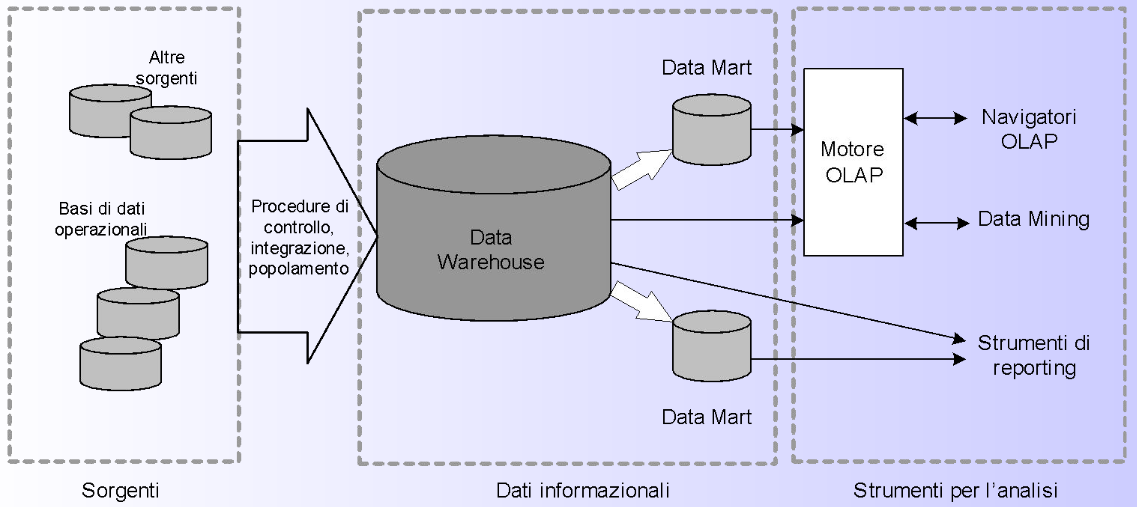 Altre
sorgenti
Basi di dati
operazionali
Procedure di
controllo,
integrazione,
popolamento
Data
Warehouse
Data Mart
Data Mart
Motore
OLAP
Navigatori
OLAP
Data Mining
Strumenti di
reporting
Sorgenti
Dati informazionali
Strumenti per l'analisi